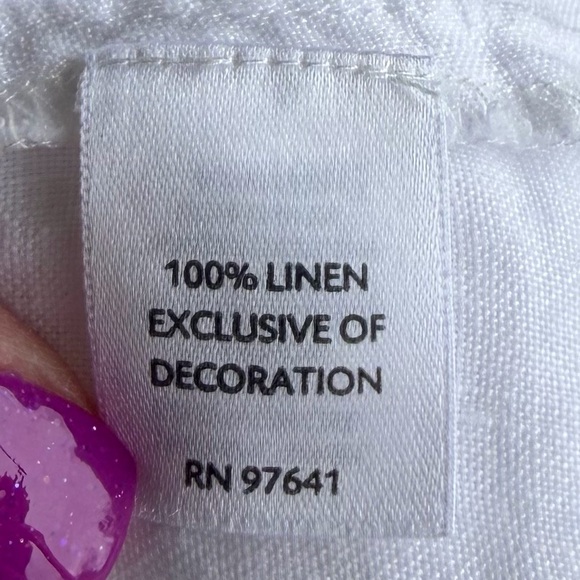 100% LINEN
EXCLUSIVE OF
DECORATION
RN 97641